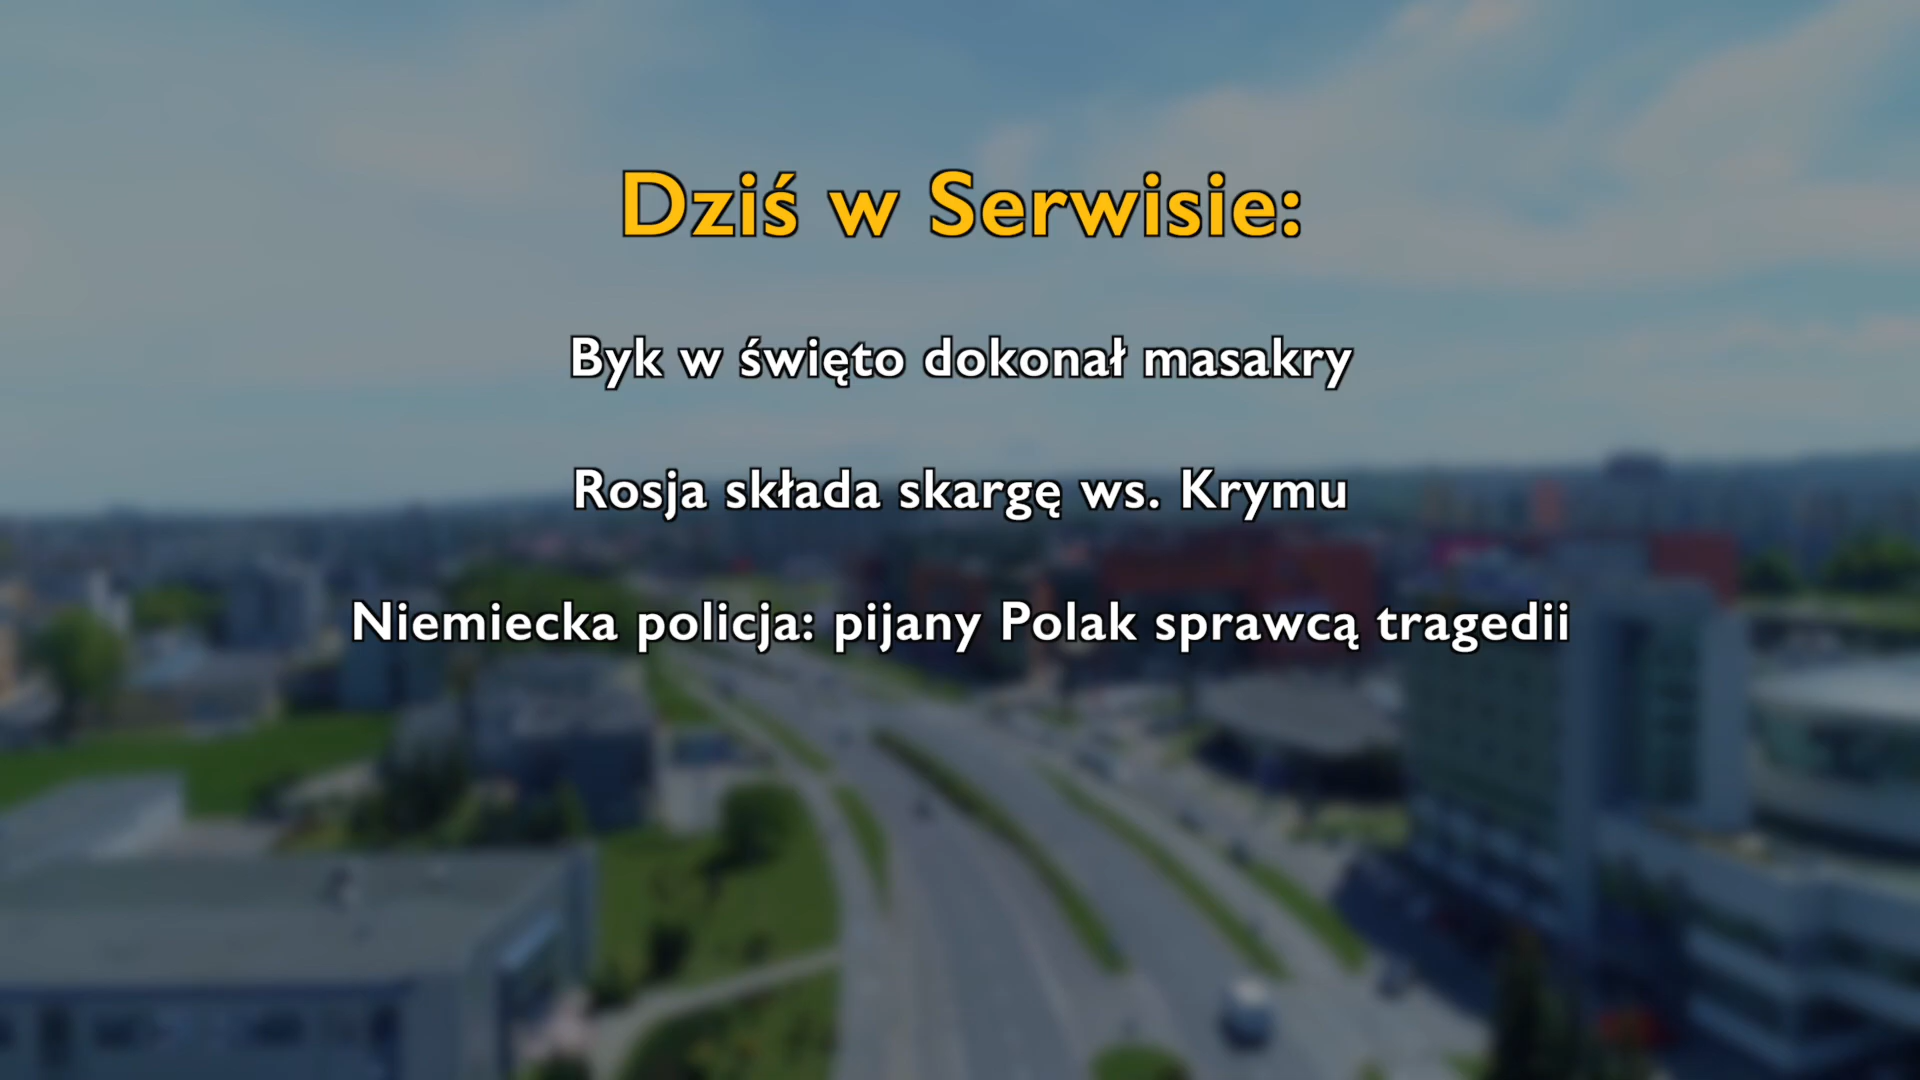 Dziś w Serwisie:
Byk w święto dokonał masakry
Rosja składa skargę ws. Krymu
Niemiecka policja: pijany Polak sprawcą tragedii